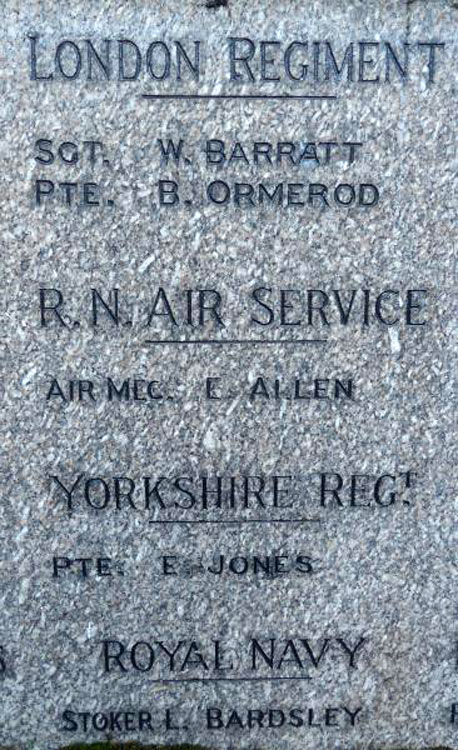 LONDON REGIMENT
SGT. W. BARRATT
PTE. B. ORMEROD
R. N. AIR SERVICE
AIR MEC. E. ALLEN
YORKSHIRE REGT.
PTE. E. JONES
ROYAL NAVY
STOKER L. BARDSLEY